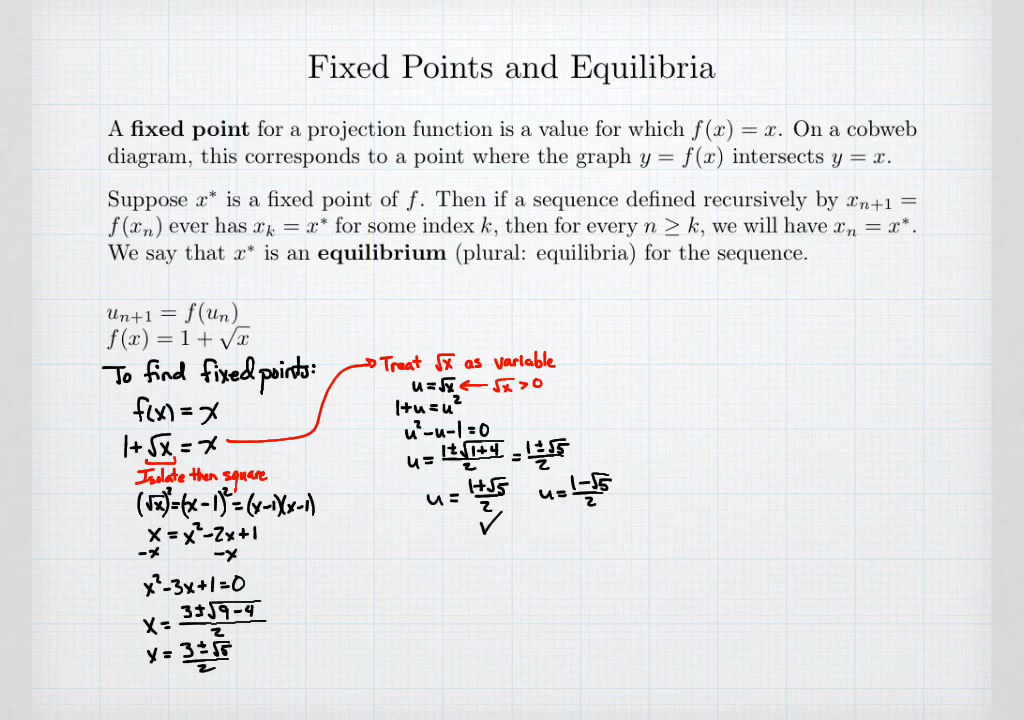 Fixed Points and Equilibria
A fixed point for a projection function is a value for which f(x) = x. On a cobweb
diagram, this corresponds to a point where the graph y = f(x) intersects y = x.
Suppose x* is a fixed point of f. Then if a sequence defined recursively by xₙ₊₁ =
f(xₙ) ever has xₖ = x* for some index k, then for every n ≥ k, we will have xₙ = x*.
We say that x* is an equilibrium (plural: equilibria) for the sequence.
uₙ₊₁ = f(uₙ)
f(x) = 1 + √x
To find fixed points:
f(x) = x
1+√x = x
Isolate then square
(√x)²=(x-1)²=(x-1)(x-1)
x = x²-2x+1
-x -x
x²-3x+1=0
x = (3±√9-4)/2
x = (3±√5)/2
Treat √x as variable
u=√x ← √x >0
1+u=u²
u²-u-1=0
u = (1±√1+4)/2 = (1±√5)/2
u = (1+√5)/2 u = (1-√5)/2
✓